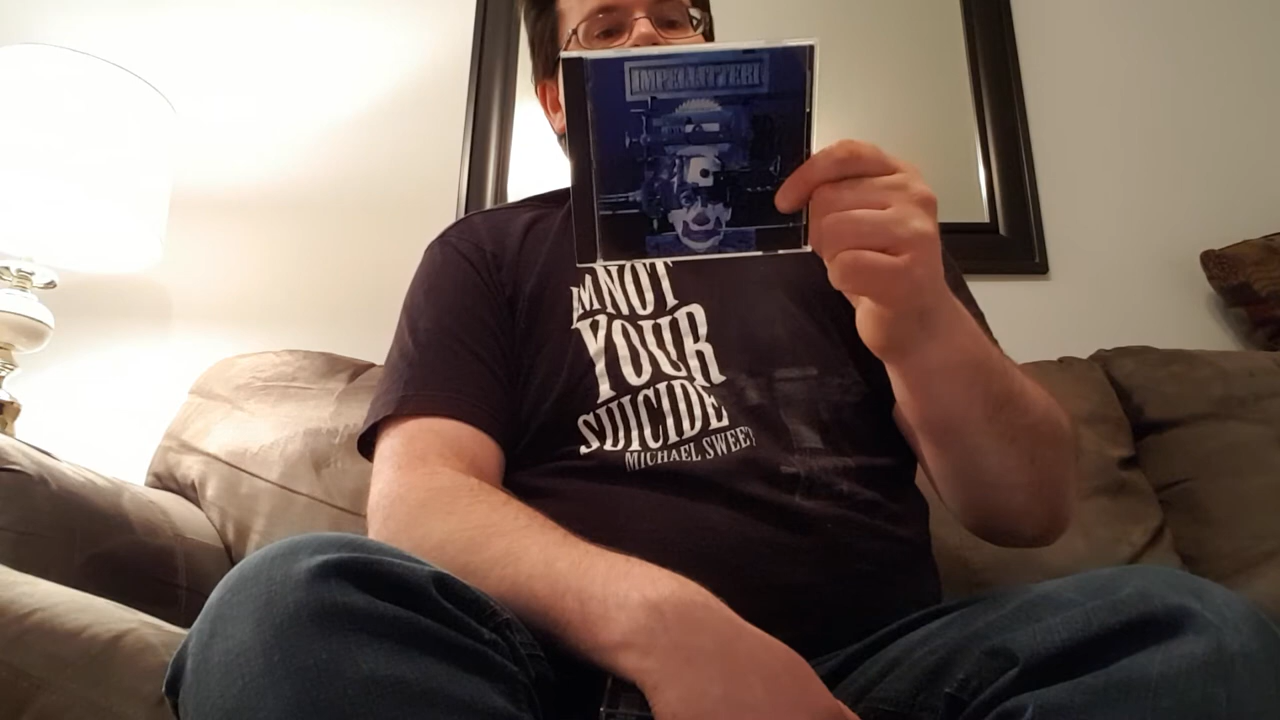 IMPELLITTERI
I'M NOT
YOUR
SUICIDE
MICHAEL SWEET